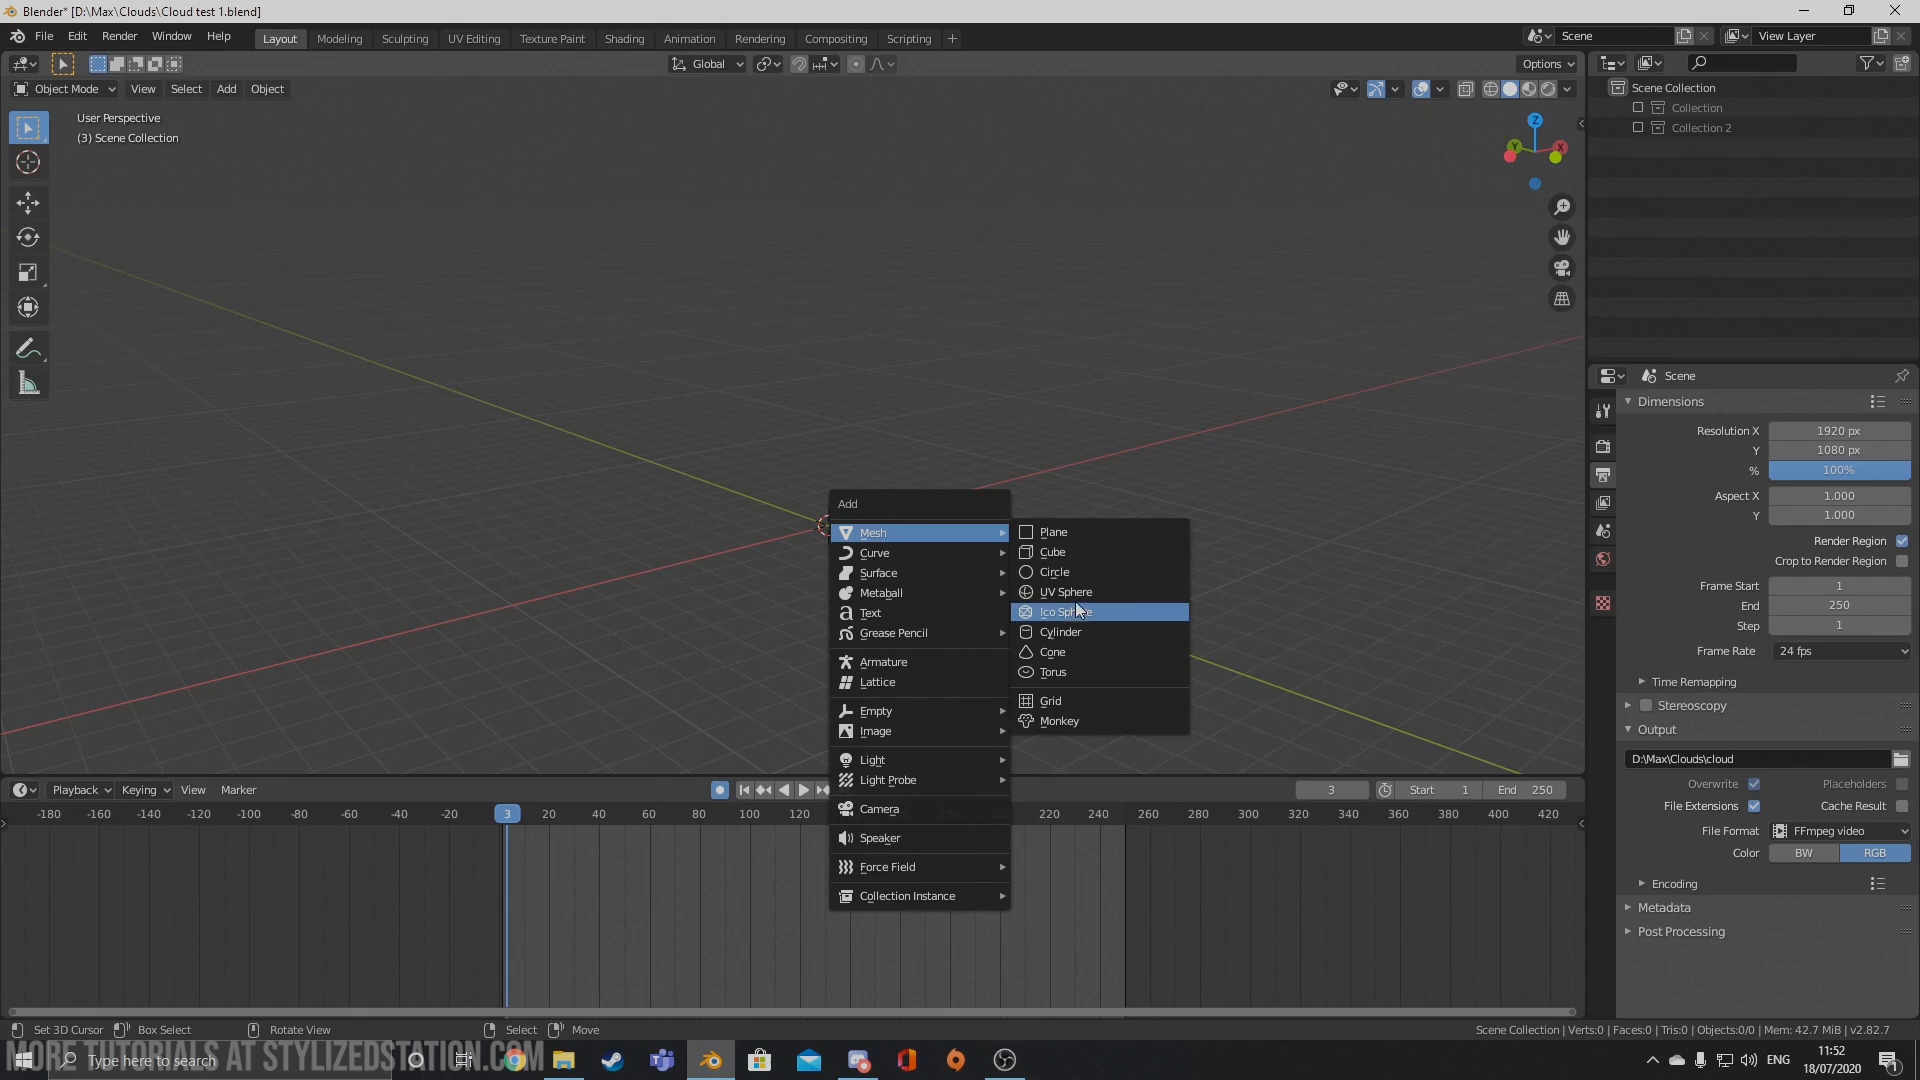 Blender* [D:\Max\Clouds\Cloud test 1.blend]
File Edit Render Window Help Layout Modeling Sculpting UV Editing Texture Paint Shading Animation Rendering Compositing Scripting + Scene View Layer
Global Options
Object Mode View Select Add Object
User Perspective
(3) Scene Collection
Z
Y X
Scene Collection
Collection
Collection 2
Add
Mesh
Curve
Surface
Metaball
Text
Grease Pencil
Armature
Lattice
Empty
Image
Light
Light Probe
Camera
Speaker
Force Field
Collection Instance
Plane
Cube
Circle
UV Sphere
Ico Sphere
Cylinder
Cone
Torus
Grid
Monkey
Scene
Dimensions
Resolution X 1920 px
Y 1080 px
% 100%
Aspect X 1.000
Y 1.000
Render Region
Crop to Render Region
Frame Start 1
End 250
Step 1
Frame Rate 24 fps
Time Remapping
Stereoscopy
Output
D:\Max\Clouds\cloud
Overwrite Placeholders
File Extensions Cache Result
File Format FFmpeg video
Color BW RGB
Encoding
Metadata
Post Processing
Playback Keying View Marker 3 Start 1 End 250
-180 -160 -140 -120 -100 -80 -60 -40 -20 3 20 40 60 80 100 120 220 240 260 280 300 320 340 360 380 400 420
Set 3D Cursor Box Select Rotate View Select Move Scene Collection | Verts:0 | Faces:0 | Tris:0 | Objects:0/0 | Mem: 42.7 MiB | v2.82.7
MORE TUTORIALS AT STYLIZEDSTATION.COM
Type here to search
ENG 11:52
18/07/2020
1